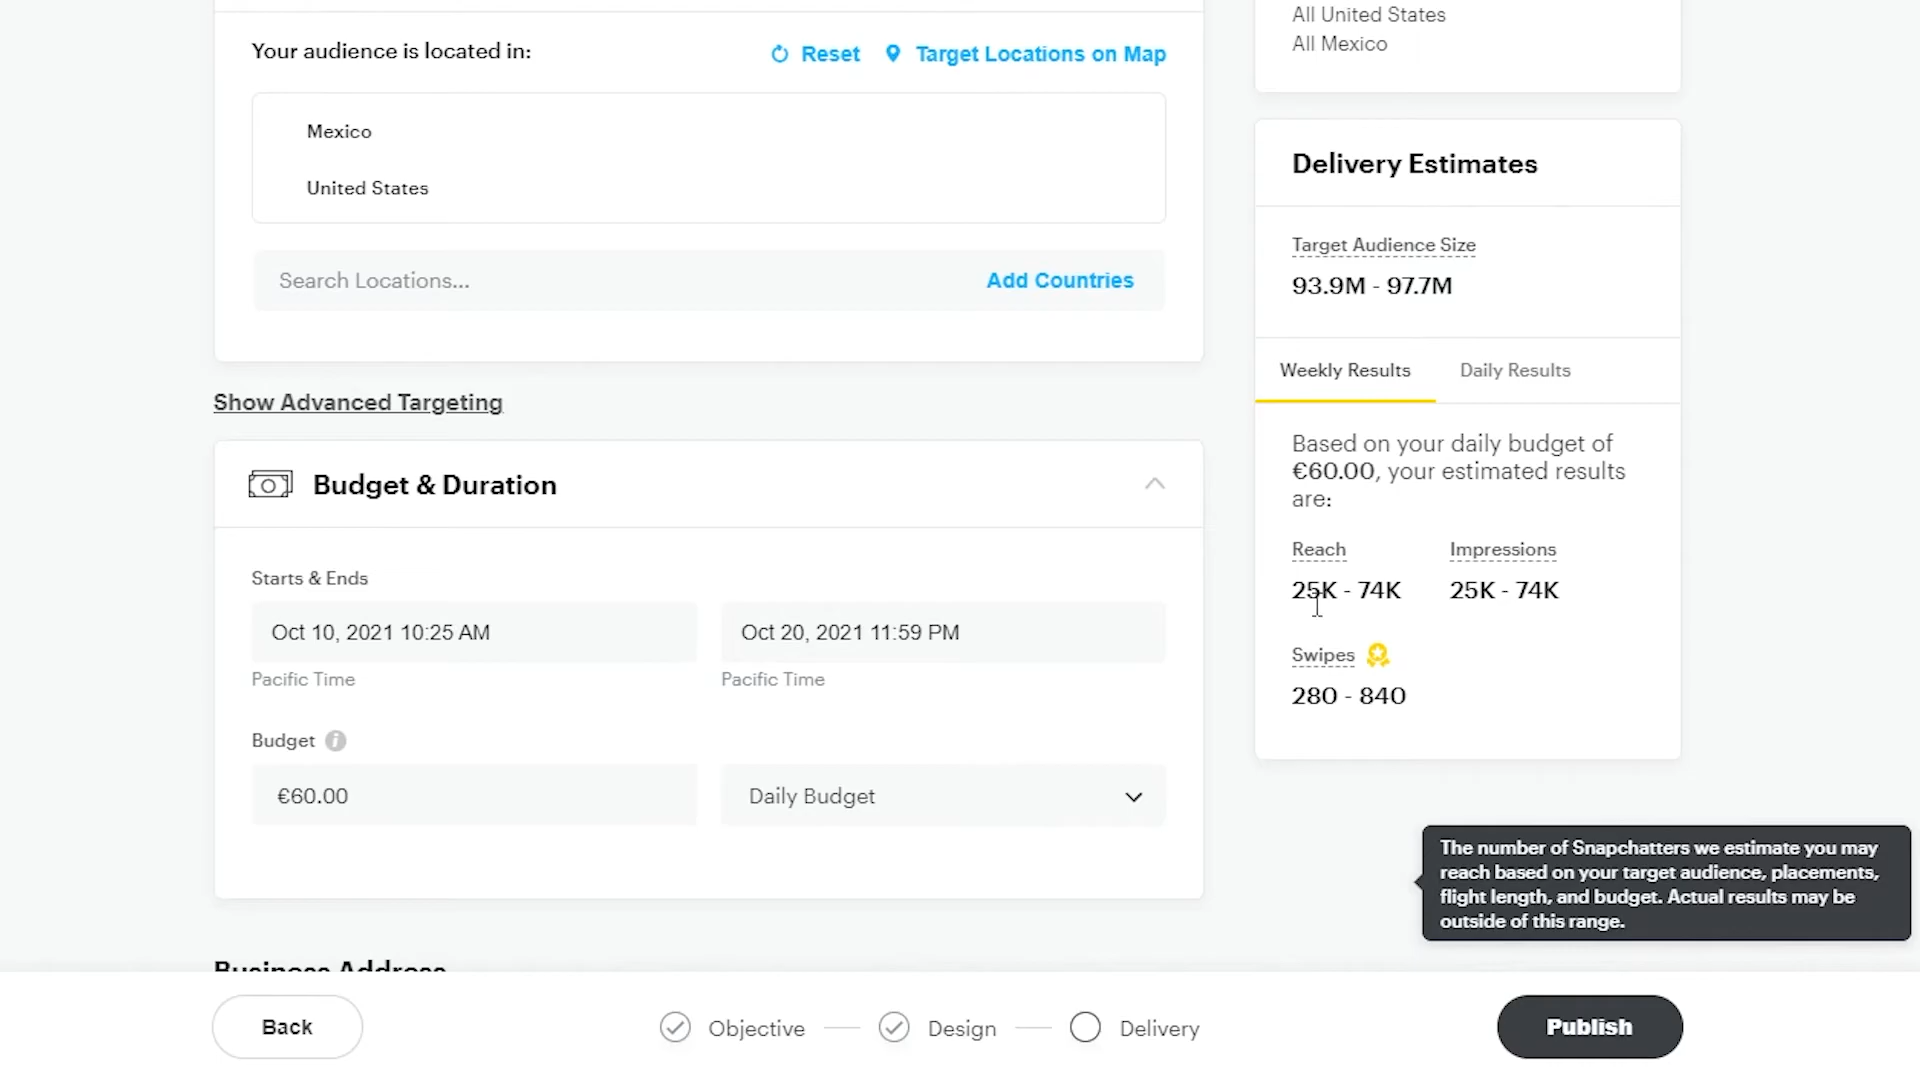 Your audience is located in:
Reset
Target Locations on Map
Mexico
United States
Search Locations...
Add Countries
Show Advanced Targeting
Budget & Duration
Starts & Ends
Oct 10, 2021 10:25 AM
Oct 20, 2021 11:59 PM
Pacific Time
Pacific Time
Budget
€60.00
Daily Budget
Business Address
All United States
All Mexico
Delivery Estimates
Target Audience Size
93.9M - 97.7M
Weekly Results
Daily Results
Based on your daily budget of
€60.00, your estimated results
are:
Reach
Impressions
25K - 74K
25K - 74K
Swipes
280 - 840
The number of Snapchatters we estimate you may
reach based on your target audience, placements,
flight length, and budget. Actual results may be
outside of this range.
Back
Objective
Design
Delivery
Publish